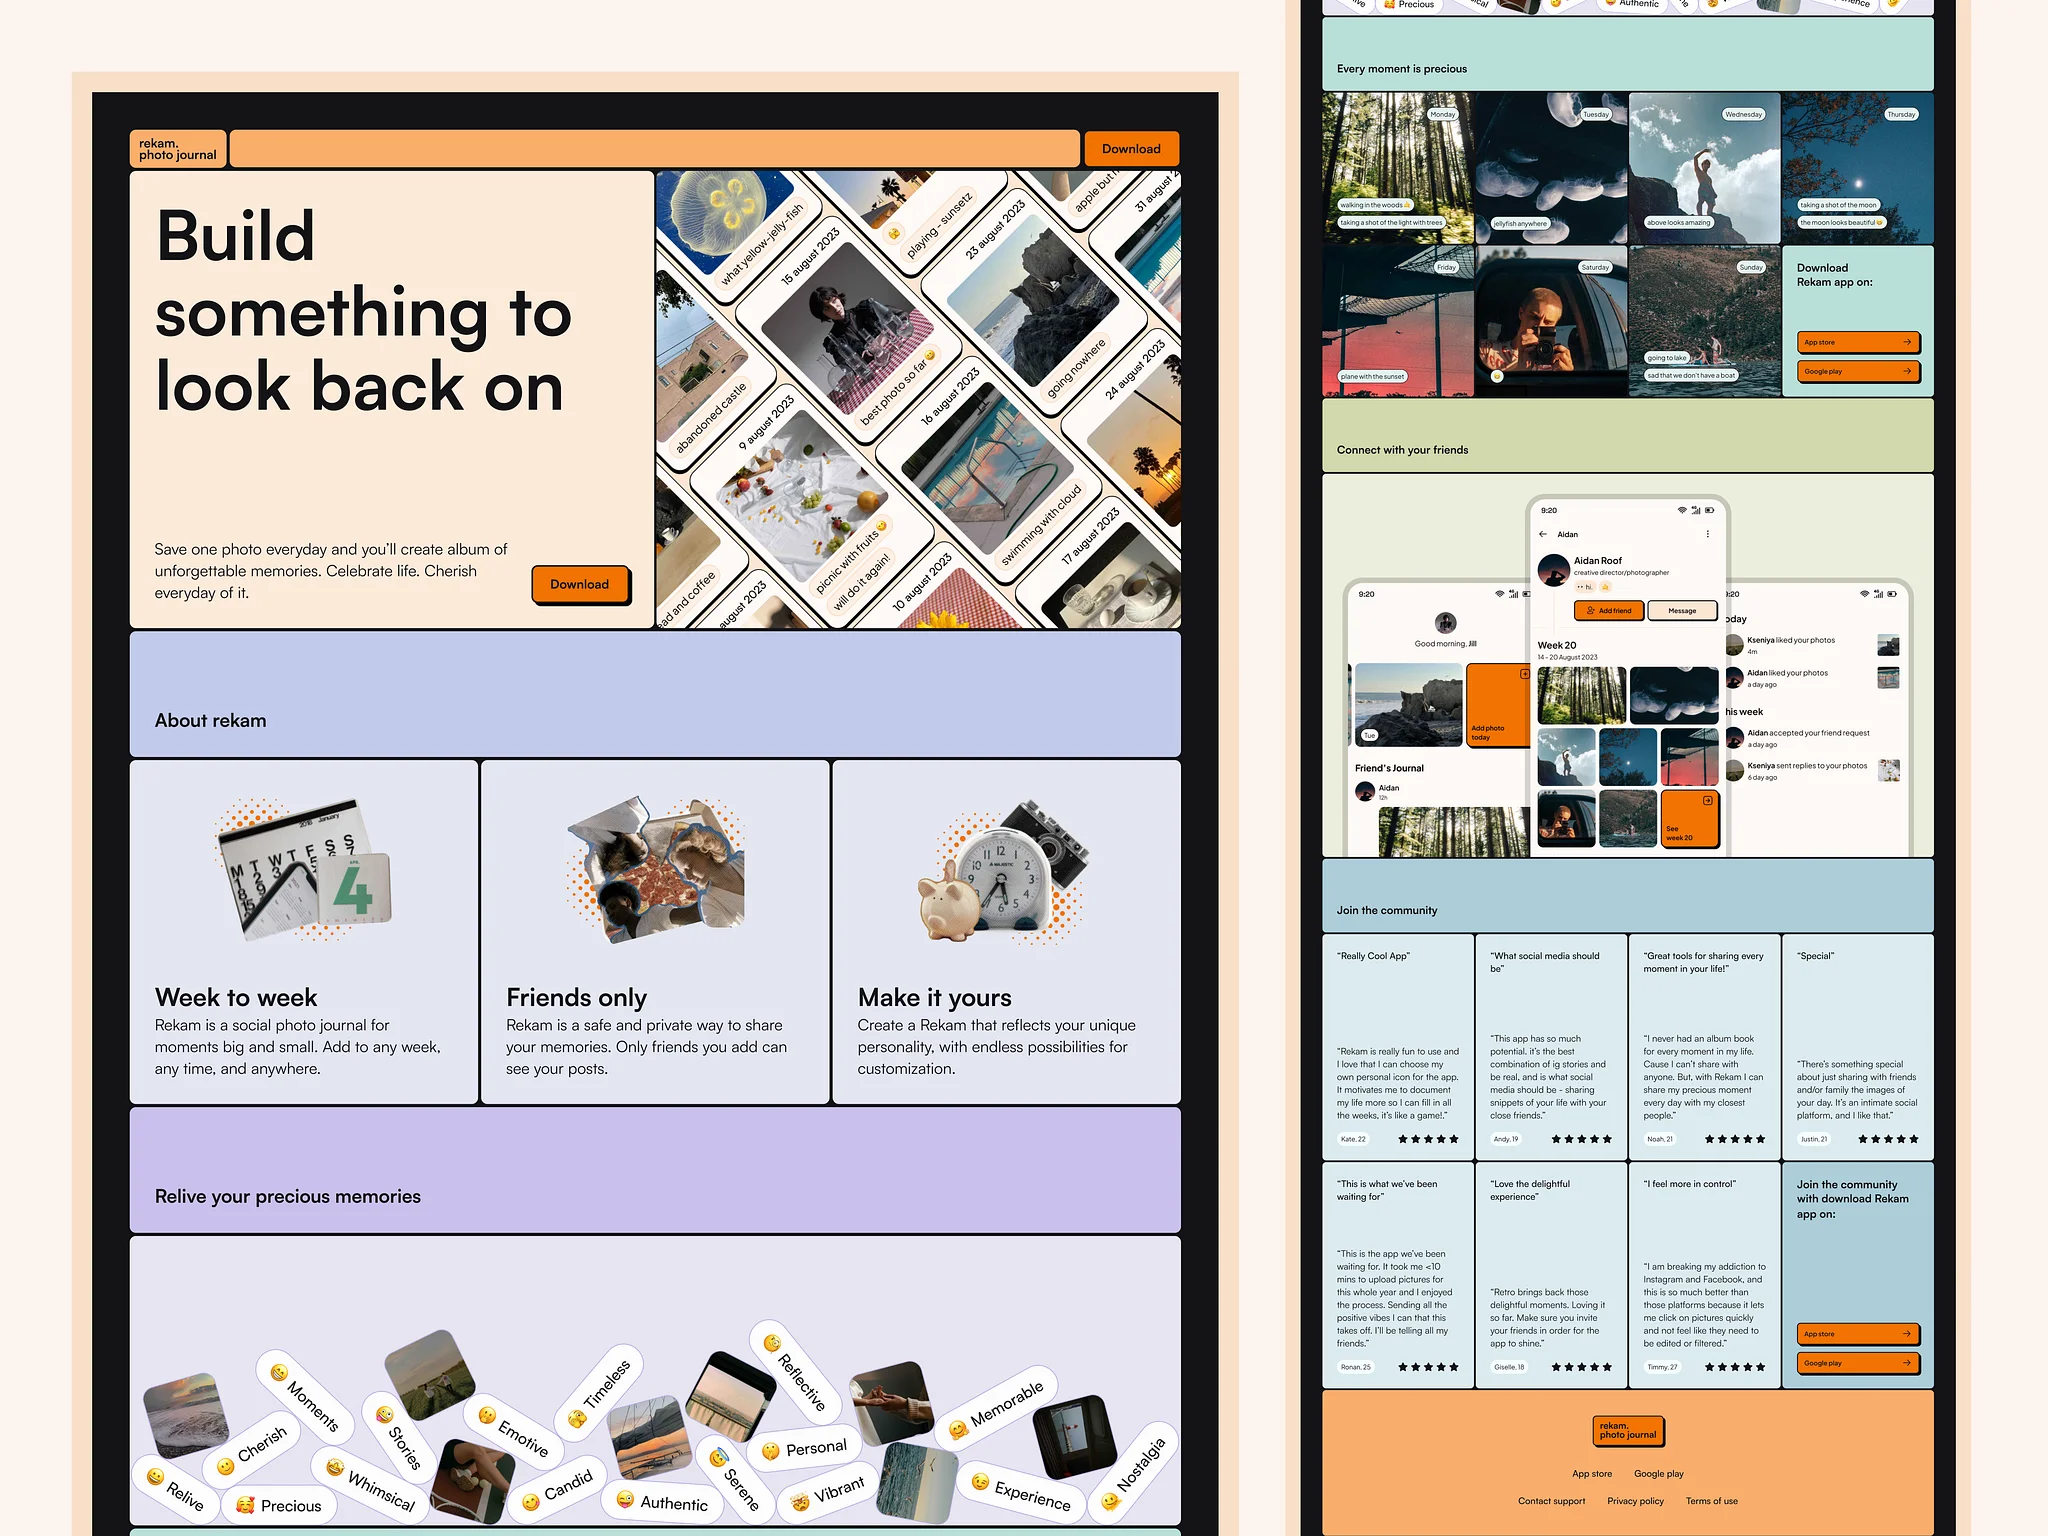 rekam.
photo journal
Download
Build
something to
look back on
Save one photo everyday and you'll create album of
unforgettable memories. Celebrate life. Cherish
everyday of it.
Download
what yellow-jelly-fish
playing - sunsetz
apple but
31 august 2
15 august 2023
23 august 2023
abandoned castle
best photo so far
going nowhere
9 august 2023
16 august 2023
24 august 2023
picnic with fruits
will do it again!
swimming with cloud
ead and coffee
august 2023
10 august 2023
17 august 2023
About rekam
2016 January
M T W T F S S
APRIL
4
MAJESTIC
Week to week
Rekam is a social photo journal for
moments big and small. Add to any week,
any time, and anywhere.
Friends only
Rekam is a safe and private way to share
your memories. Only friends you add can
see your posts.
Make it yours
Create a Rekam that reflects your unique
personality, with endless possibilities for
customization.
Relive your precious memories
Relive
Cherish
Precious
Moments
Whimsical
Stories
Emotive
Candid
Timeless
Authentic
Serene
Reflective
Personal
Vibrant
Memorable
Experience
Nostalgia
Precious
Authentic
Every moment is precious
Monday
walking in the woods
taking a shot of the light with trees
Tuesday
jellyfish anywhere
Wednesday
above looks amazing
Thursday
taking a shot of the moon
the moon looks beautiful
Friday
plane with the sunset
Saturday
Sunday
going to lake
sad that we don't have a boat
Download
Rekam app on:
App store
Google play
Connect with your friends
9:20
Good morning, Jill
Tue
Add photo
today
Friend's Journal
Aidan
12h
9:20
Aidan
Aidan Roof
creative director/photographer
hi.
Add friend
Message
Week 20
14 - 20 August 2023
See
week 20
9:20
oday
Kseniya liked your photos
4m
Aidan liked your photos
a day ago
his week
Aidan accepted your friend request
a day ago
Kseniya sent replies to your photos
6 day ago
Join the community
“Really Cool App”
“Rekam is really fun to use and
I love that I can choose my
own personal icon for the app.
It motivates me to document
my life more so I can fill in all
the weeks, it's like a game!.”
Kate, 22
“What social media should
be”
“This app has so much
potential. it's the best
combination of ig stories and
be real, and is what social
media should be - sharing
snippets of your life with your
close friends.”
Andy, 19
“Great tools for sharing every
moment in your life!”
“I never had an album book
for every moment in my life.
Cause I can't share with
anyone. But, with Rekam I can
share my precious moment
every day with my closest
people.”
Noah, 21
“Special”
“There's something special
about just sharing with friends
and/or family the images of
your day. It's an intimate social
platform, and I like that.”
Justin, 21
“This is what we've been
waiting for”
“This is the app we've been
waiting for. It took me <10
mins to upload pictures for
this whole year and I enjoyed
the process. Sending all the
positive vibes I can that this
takes off. I'll be telling all my
friends.”
Ronan, 25
“Love the delightful
experience”
“Retro brings back those
delightful moments. Loving it
so far. Make sure you invite
your friends in order for the
app to shine.”
Giselle, 18
“I feel more in control”
“I am breaking my addiction to
Instagram and Facebook, and
this is so much better than
those platforms because it lets
me click on pictures quickly
and not feel like they need to
be edited or filtered.”
Timmy, 27
Join the community
with download Rekam
app on:
App store
Google play
rekam.
photo journal
App store
Google play
Contact support
Privacy policy
Terms of use